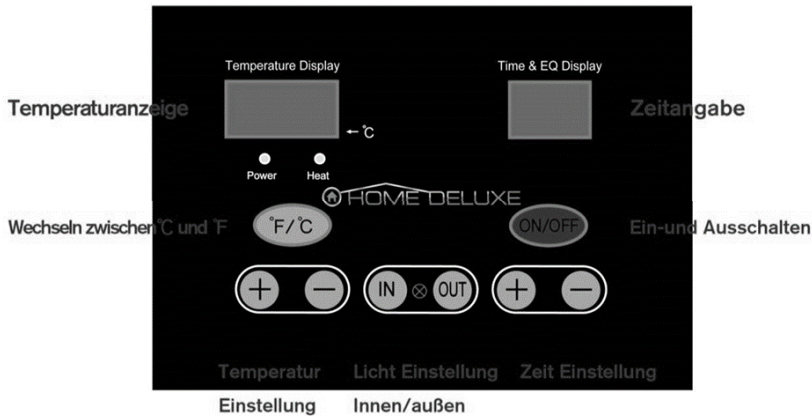 Temperature Display
Time & EQ Display
Temperaturanzeige
Zeitangabe
←℃
Power
Heat
HOME DELUXE
Wechseln zwischen℃ und ℉
℉/℃
ON/OFF
Ein-und Ausschalten
+
−
IN
OUT
+
−
Temperatur
Licht Einstellung
Zeit Einstellung
Einstellung
Innen/außen